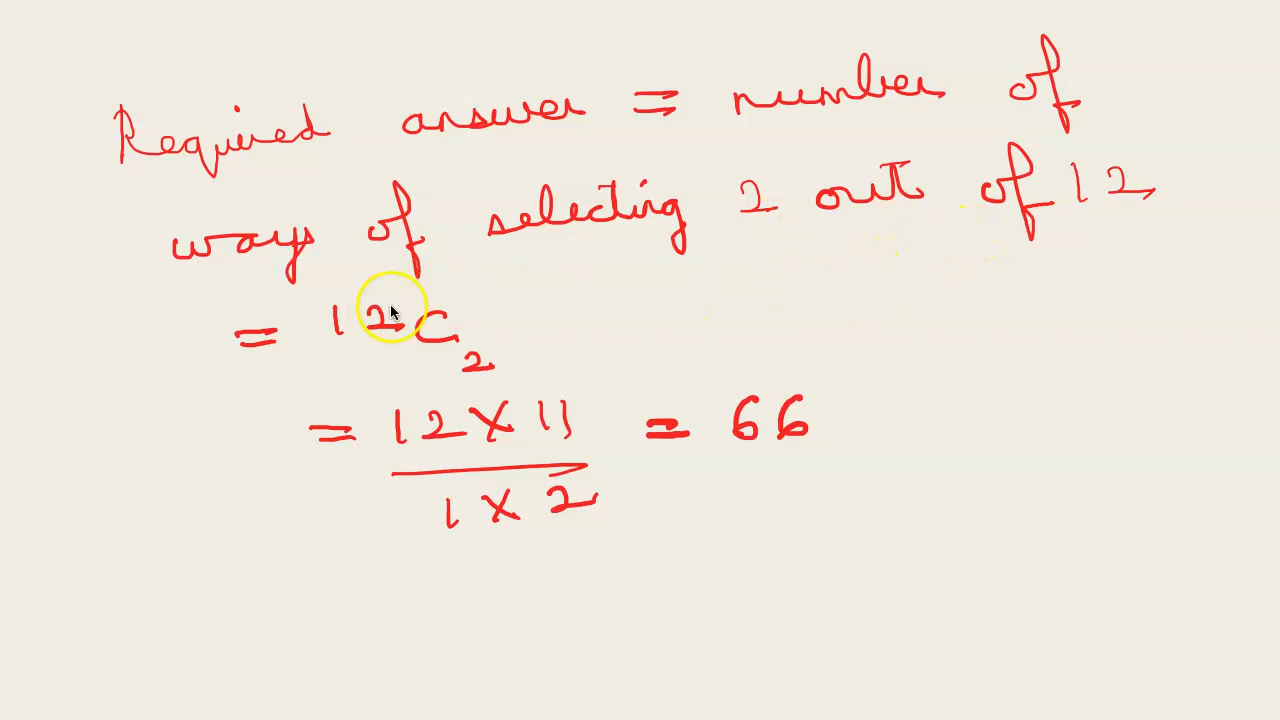 Required answer = number of
ways of selecting 2 out of 12
= 12C₂
= 12 × 11 = 66
1 × 2